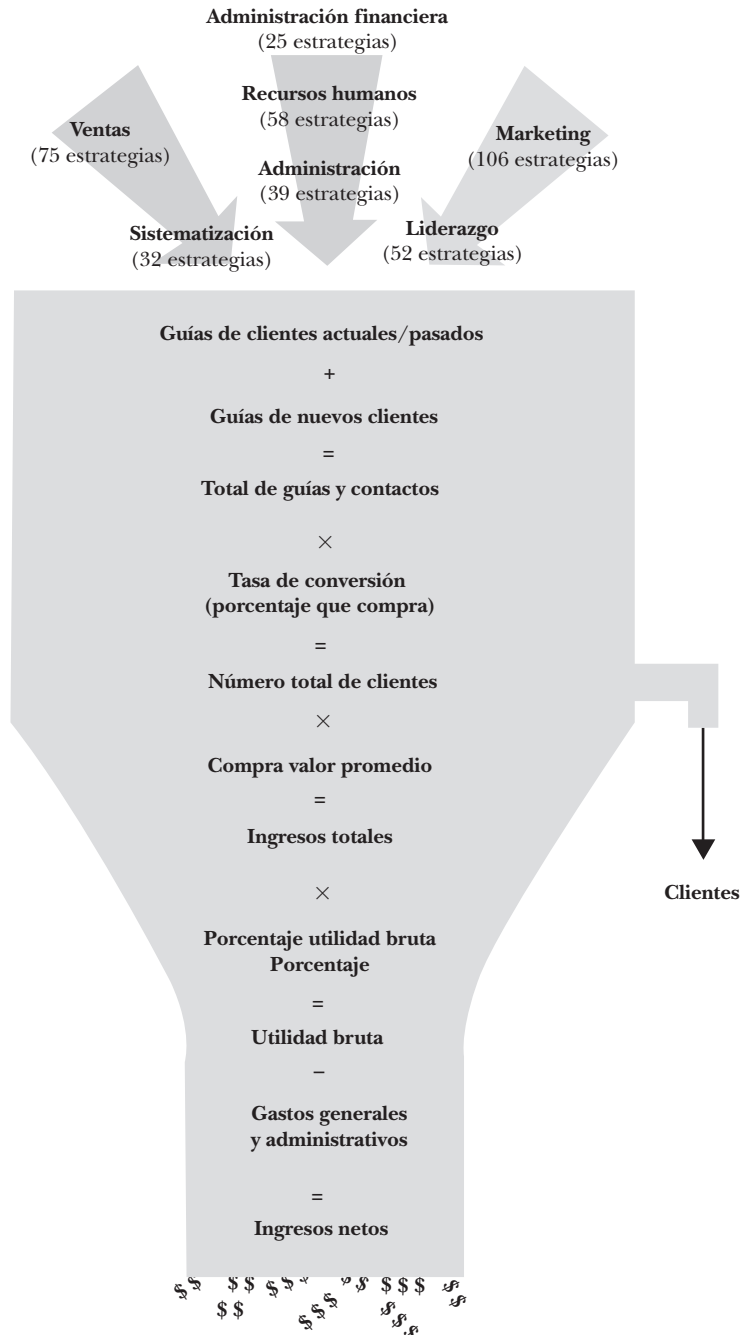 Administración financiera
(25 estrategias)
Recursos humanos
(58 estrategias)
Ventas
(75 estrategias)
Marketing
(106 estrategias)
Administración
(39 estrategias)
Sistematización
(32 estrategias)
Liderazgo
(52 estrategias)
Guías de clientes actuales/pasados
+
Guías de nuevos clientes
=
Total de guías y contactos
×
Tasa de conversión
(porcentaje que compra)
=
Número total de clientes
×
Compra valor promedio
=
Ingresos totales
×
Clientes
Porcentaje utilidad bruta
Porcentaje
=
Utilidad bruta
–
Gastos generales
y administrativos
=
Ingresos netos
$ $ $ $ $ $ $ $ $ $ $ $
$ $ $ $ $ $ $ $